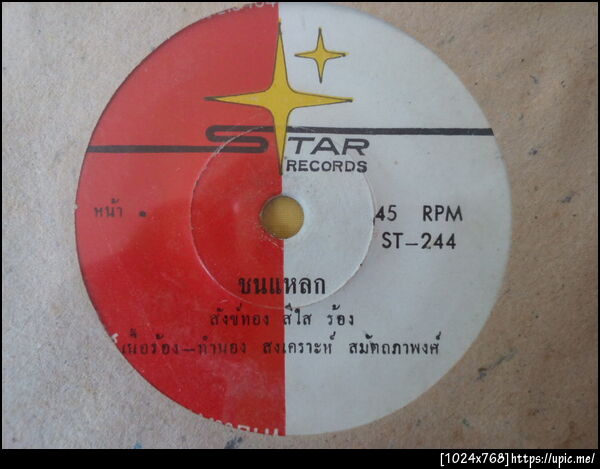 STAR
RECORDS
หน้า
45 RPM
ST-244
ชนแหลก
สังข์ทอง สีใส ร้อง
เนื้อร้อง-ทำนอง สงเคราะห์ สมัตถภาพงศ์
[1024x768]https://upic.me/